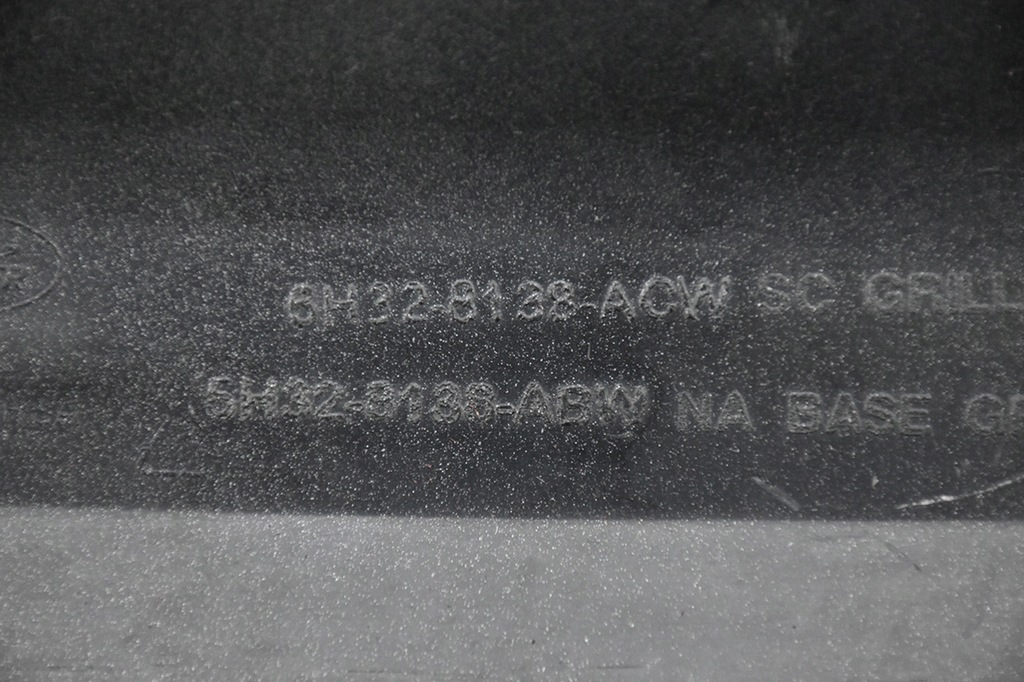 6H32-8138-ACW SC GRILL
5H32-8138-ABW NA BASE